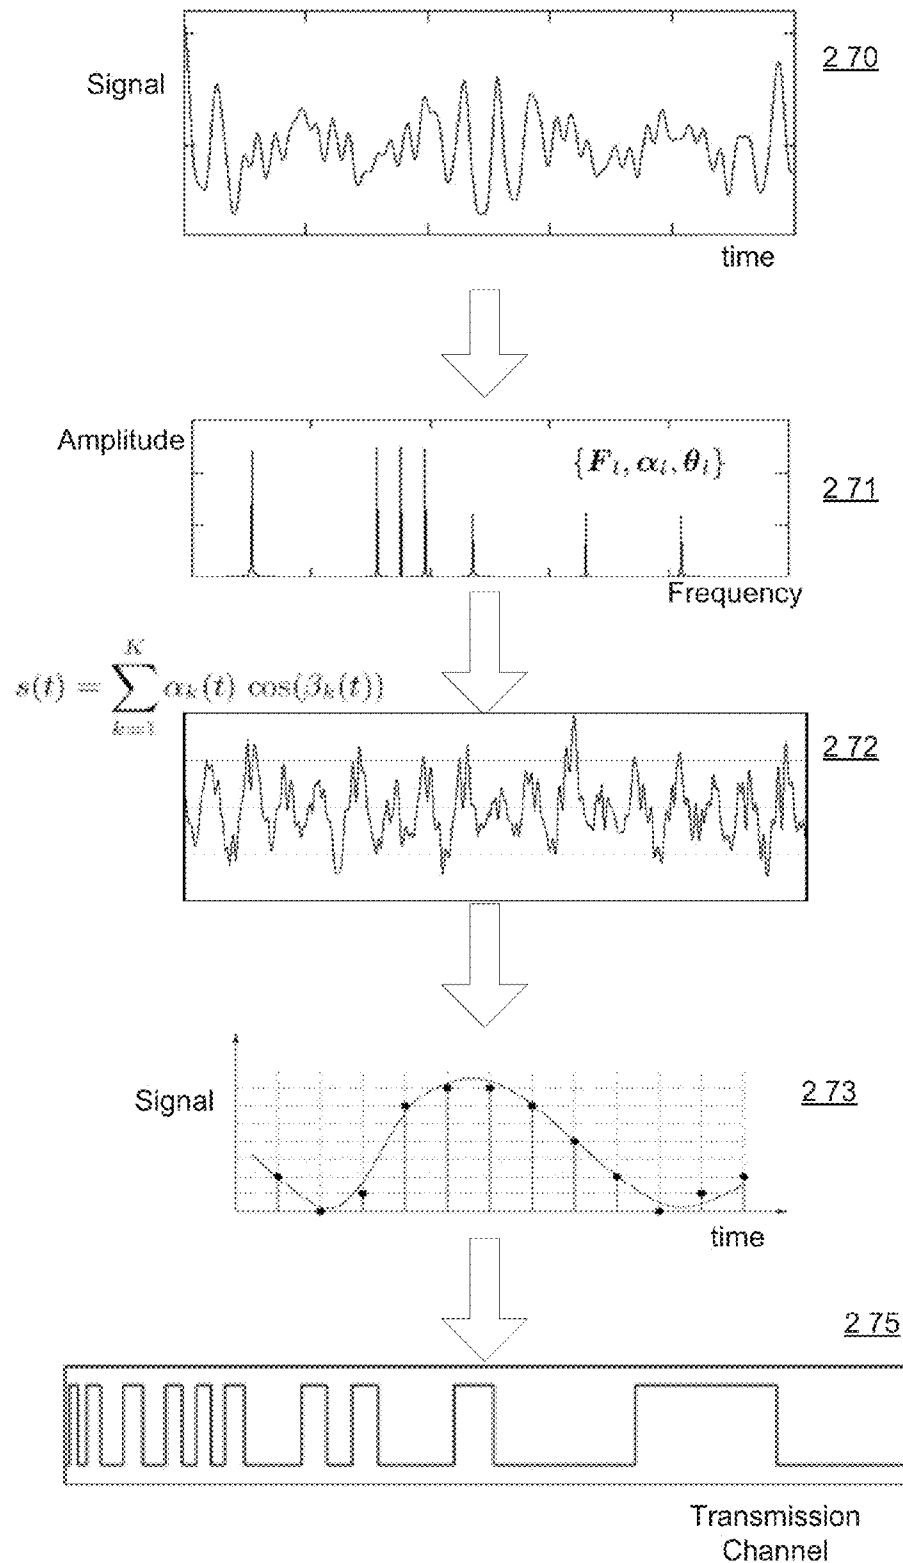 Signal
2 70
time
Amplitude
{F_l, α_l, θ_l}
2 71
Frequency
s(t) = \sum_{k=1}^{K} α_k(t) cos(β_k(t))
2 72
Signal
2 73
time
2 75
Transmission
Channel